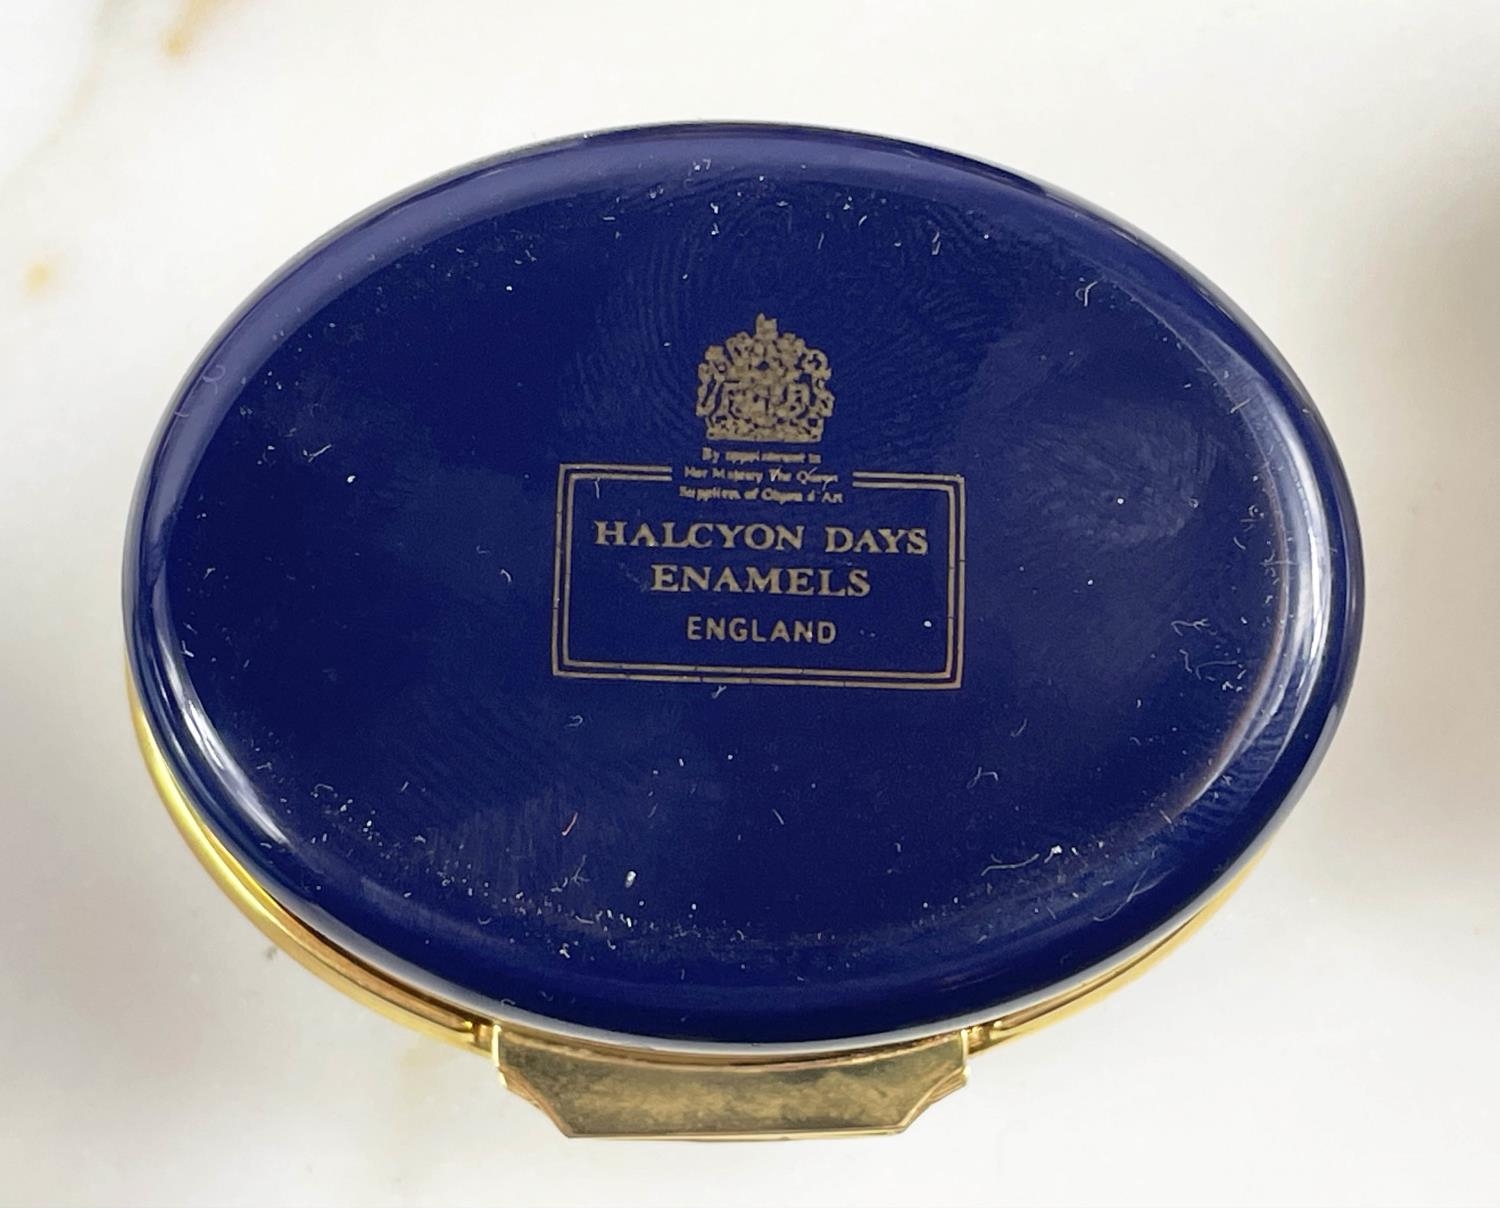 By appointment to
Her Majesty The Queen
Suppliers of Objets d'Art
HALCYON DAYS
ENAMELS
ENGLAND